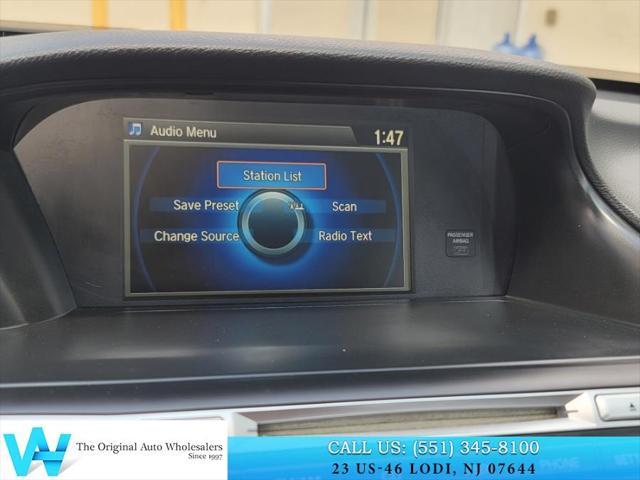 Audio Menu
1:47
Station List
Save Preset
Scan
Change Source
Radio Text
PASSENGER
AIRBAG
The Original Auto Wholesalers
Since 1997
CALL US: (551) 345-8100
23 US-46 LODI, NJ 07644